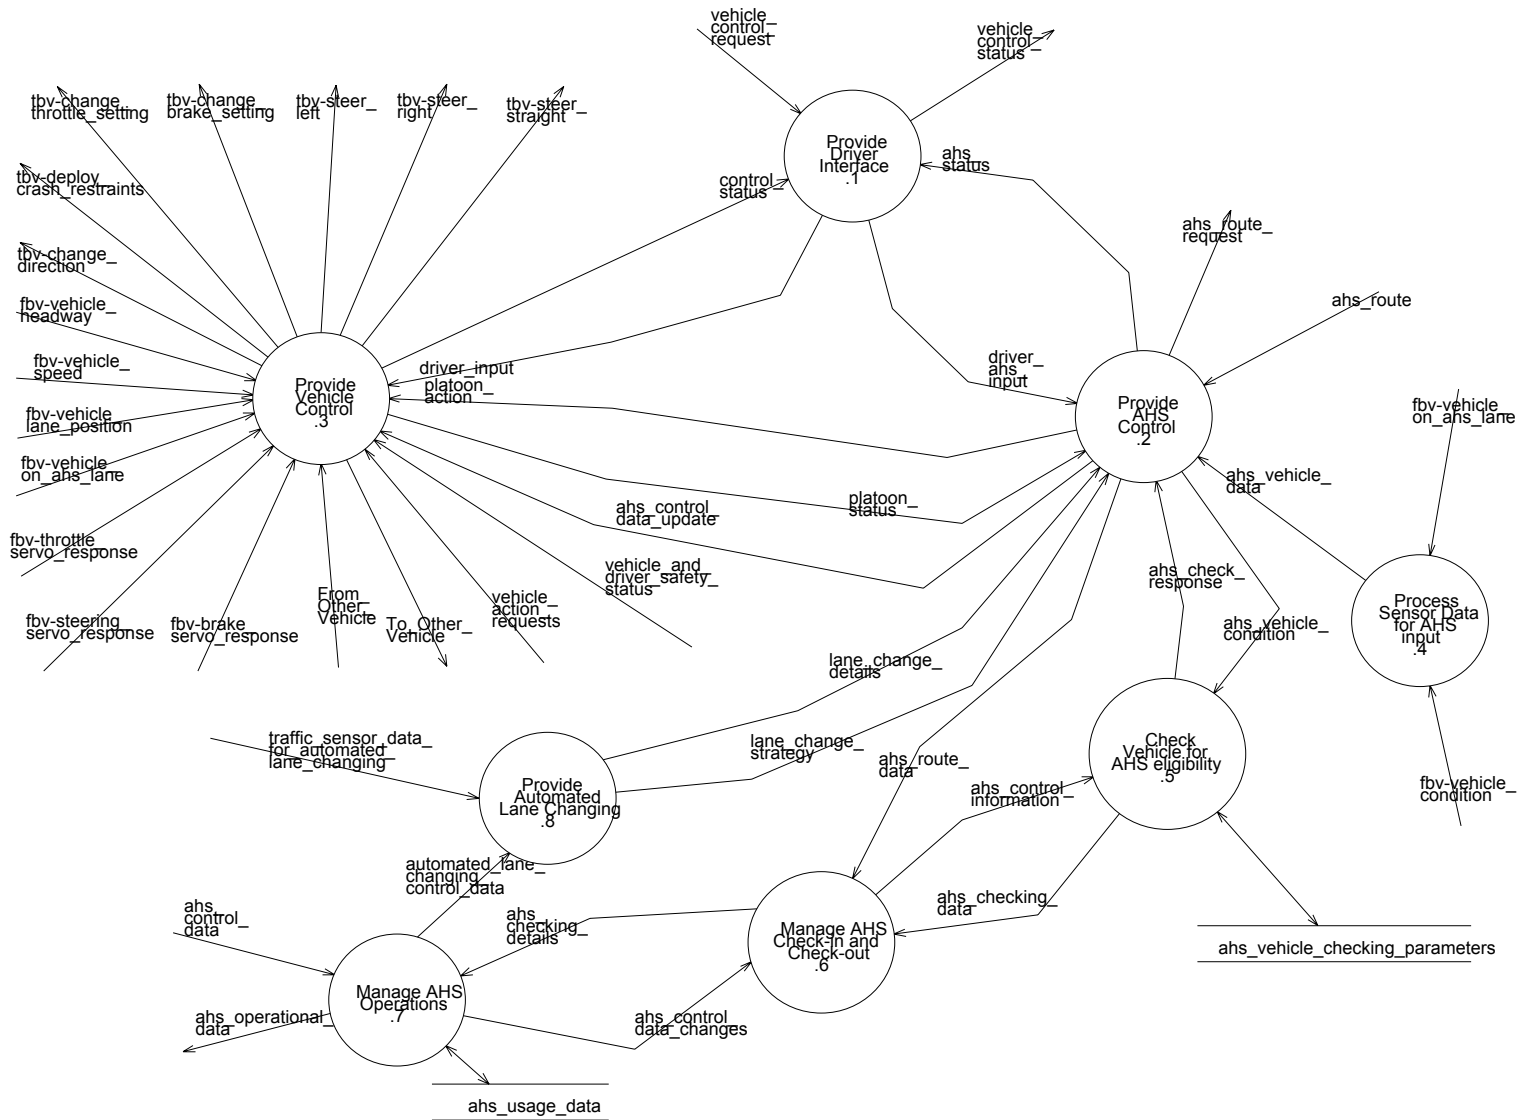 vehicle_
control_
request
vehicle_
control_
status
tbv-change_
throttle_setting
tbv-change_
brake_setting
tbv-steer_
left
tbv-steer_
right
tbv-steer_
straight
Provide
Driver
Interface
.1
ahs_
status
tbv-deploy_
crash_restraints
control_
status
ahs_route_
request
tbv-change_
direction
fbv-vehicle_
headway
ahs_route
fbv-vehicle_
speed
driver_input
platoon_
action
driver_
ahs_
input
Provide
Vehicle
Control
.3
Provide
AHS
Control
.2
fbv-vehicle_
lane_position
fbv-vehicle_
on_ahs_lane
fbv-vehicle_
on_ahs_lane
ahs_vehicle_
data
platoon_
status
ahs_control_
data_update
fbv-throttle_
servo_response
vehicle_and_
driver_safety_
status
ahs_check_
response
From_
Other_
Vehicle
To_Other_
Vehicle
vehicle_
action_
requests
fbv-steering_
servo_response
fbv-brake_
servo_response
ahs_vehicle_
condition
Process
Sensor Data
for AHS
input
.4
lane_change_
details
traffic_sensor_data_
for_automated_
lane_changing
lane_change_
strategy
ahs_route_
data
Check
Vehicle for
AHS eligibility
.5
ahs_control_
information
fbv-vehicle_
condition
Provide
Automated
Lane Changing
.8
automated_lane_
changing_
control_data
ahs_
control_
data
ahs_
checking_
details
ahs_checking_
data
Manage AHS
Check-in and
Check-out
.6
ahs_vehicle_checking_parameters
Manage AHS
Operations
.7
ahs_operational_
data
ahs_control_
data_changes
ahs_usage_data